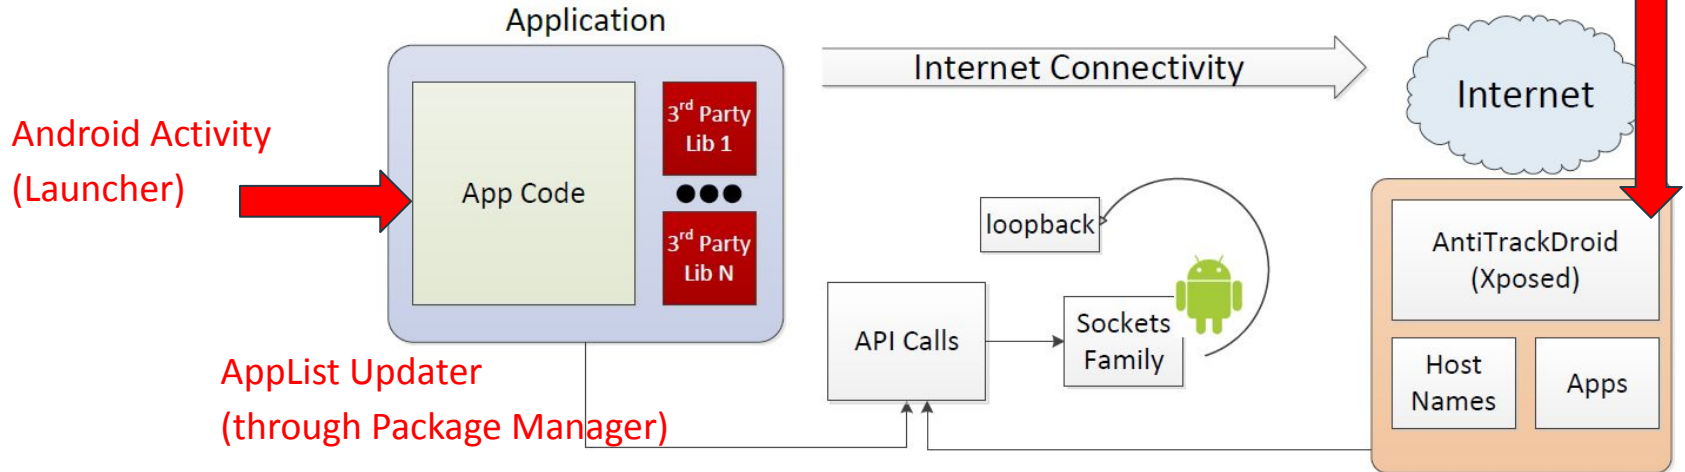 Application
Internet Connectivity
Internet
Android Activity
(Launcher)
App Code
3rd Party
Lib 1
3rd Party
Lib N
loopback
AntiTrackDroid
(Xposed)
API Calls
Sockets
Family
Host
Names
Apps
AppList Updater
(through Package Manager)